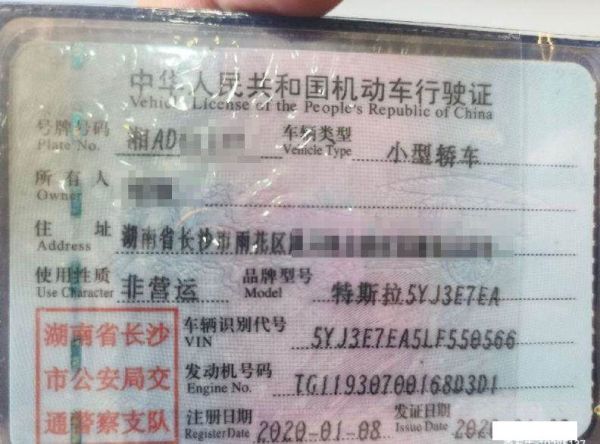 中华人民共和国机动车行驶证
Vehicle License of the People's Republic of China
号牌号码 湘AD 车辆类型 小型轿车
Plate No. Vehicle Type
所有人
Owner
住址 湖南省长沙市雨花区
Address
使用性质 非营运 品牌型号 特斯拉5YJ3E7EA
Use Character Model
湖南省长沙 车辆识别代号 5YJ3E7EA5LF550566
VIN
市公安局交 发动机号码 TG11930700168D3D1
Engine No.
通警察支队 注册日期 2020-01-08 发证日期 2020
Register Date Issue Date